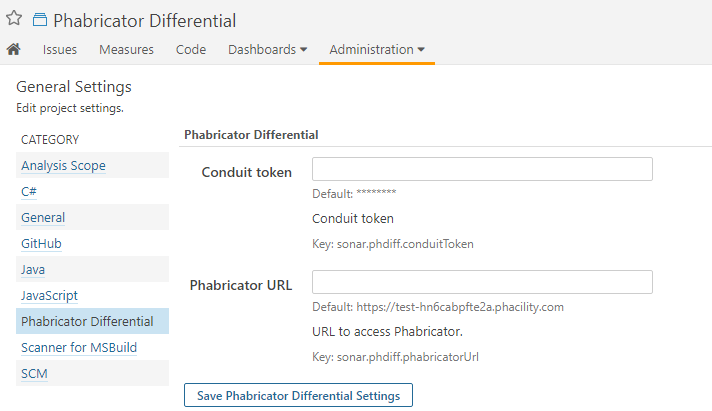 Phabricator Differential
Issues Measures Code Dashboards Administration
General Settings
Edit project settings.
CATEGORY
Analysis Scope
C#
General
GitHub
Java
JavaScript
Phabricator Differential
Scanner for MSBuild
SCM
Phabricator Differential
Conduit token
Default: ********
Conduit token
Key: sonar.phdiff.conduitToken
Phabricator URL
Default: https://test-hn6cabpfte2a.phacility.com
URL to access Phabricator.
Key: sonar.phdiff.phabricatorUrl
Save Phabricator Differential Settings